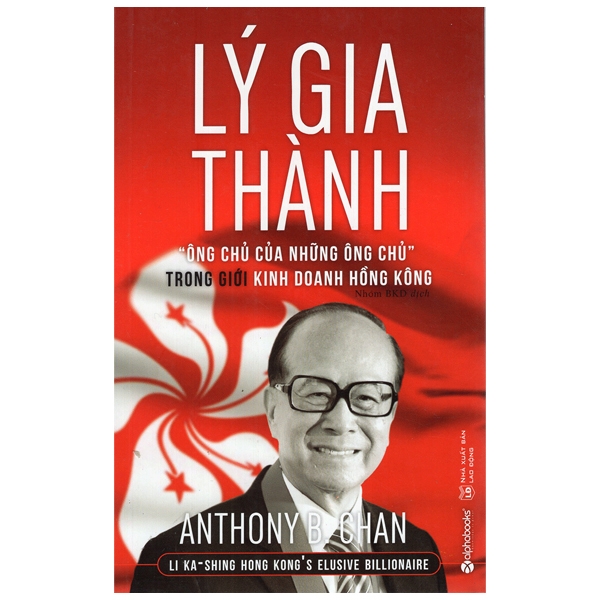 LÝ GIA
THÀNH
“ÔNG CHỦ CỦA NHỮNG ÔNG CHỦ”
TRONG GIỚI KINH DOANH HỒNG KÔNG
Nhóm BKD dịch
ANTHONY B. CHAN
LI KA-SHING HONG KONG'S ELUSIVE BILLIONAIRE
alphabooks
LĐ
NHÀ XUẤT BẢN
LAO ĐỘNG